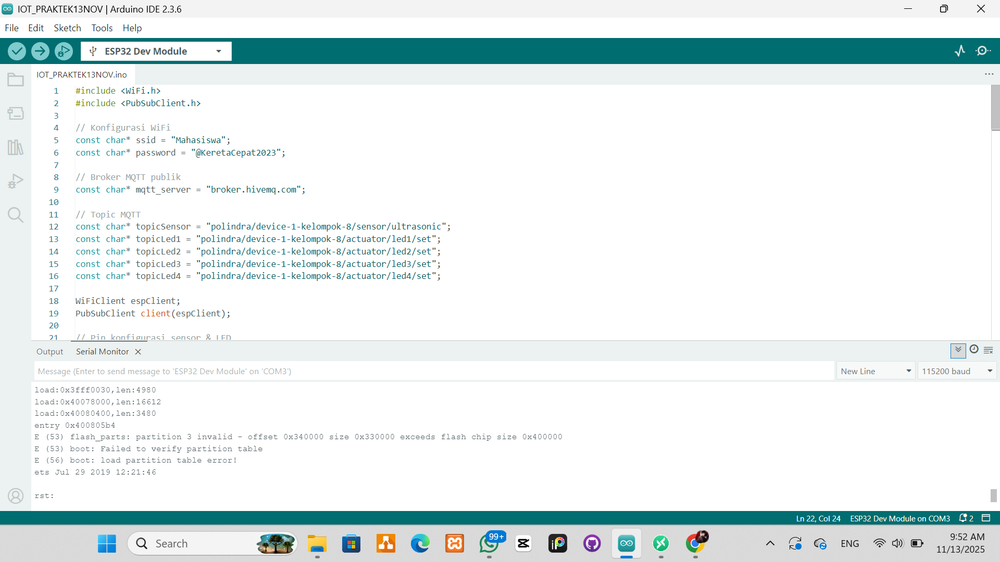 IOT_PRAKTEK13NOV | Arduino IDE 2.3.6
File Edit Sketch Tools Help
ESP32 Dev Module
IOT_PRAKTEK13NOV.ino
1 #include <WiFi.h>
2 #include <PubSubClient.h>
3
4 // Konfigurasi WiFi
5 const char* ssid = "Mahasiswa";
6 const char* password = "@KeretaCepat2023";
7
8 // Broker MQTT publik
9 const char* mqtt_server = "broker.hivemq.com";
10
11 // Topic MQTT
12 const char* topicSensor = "polindra/device-1-kelompok-8/sensor/ultrasonic";
13 const char* topicLed1 = "polindra/device-1-kelompok-8/actuator/led1/set";
14 const char* topicLed2 = "polindra/device-1-kelompok-8/actuator/led2/set";
15 const char* topicLed3 = "polindra/device-1-kelompok-8/actuator/led3/set";
16 const char* topicLed4 = "polindra/device-1-kelompok-8/actuator/led4/set";
17
18 WiFiClient espClient;
19 PubSubClient client(espClient);
20
21 // Pin konfigurasi sensor & LED
Output Serial Monitor
Message (Enter to send message to 'ESP32 Dev Module' on 'COM3') New Line 115200 baud
load:0x3fff0030,len:4980
load:0x40078000,len:16612
load:0x40080400,len:3480
entry 0x400805b4
E (53) flash_parts: partition 3 invalid - offset 0x340000 size 0x330000 exceeds flash chip size 0x400000
E (53) boot: Failed to verify partition table
E (56) boot: load partition table error!
ets Jul 29 2019 12:21:46
rst:
Ln 22, Col 24 ESP32 Dev Module on COM3 2
Search 99+ ENG 9:52 AM
11/13/2025